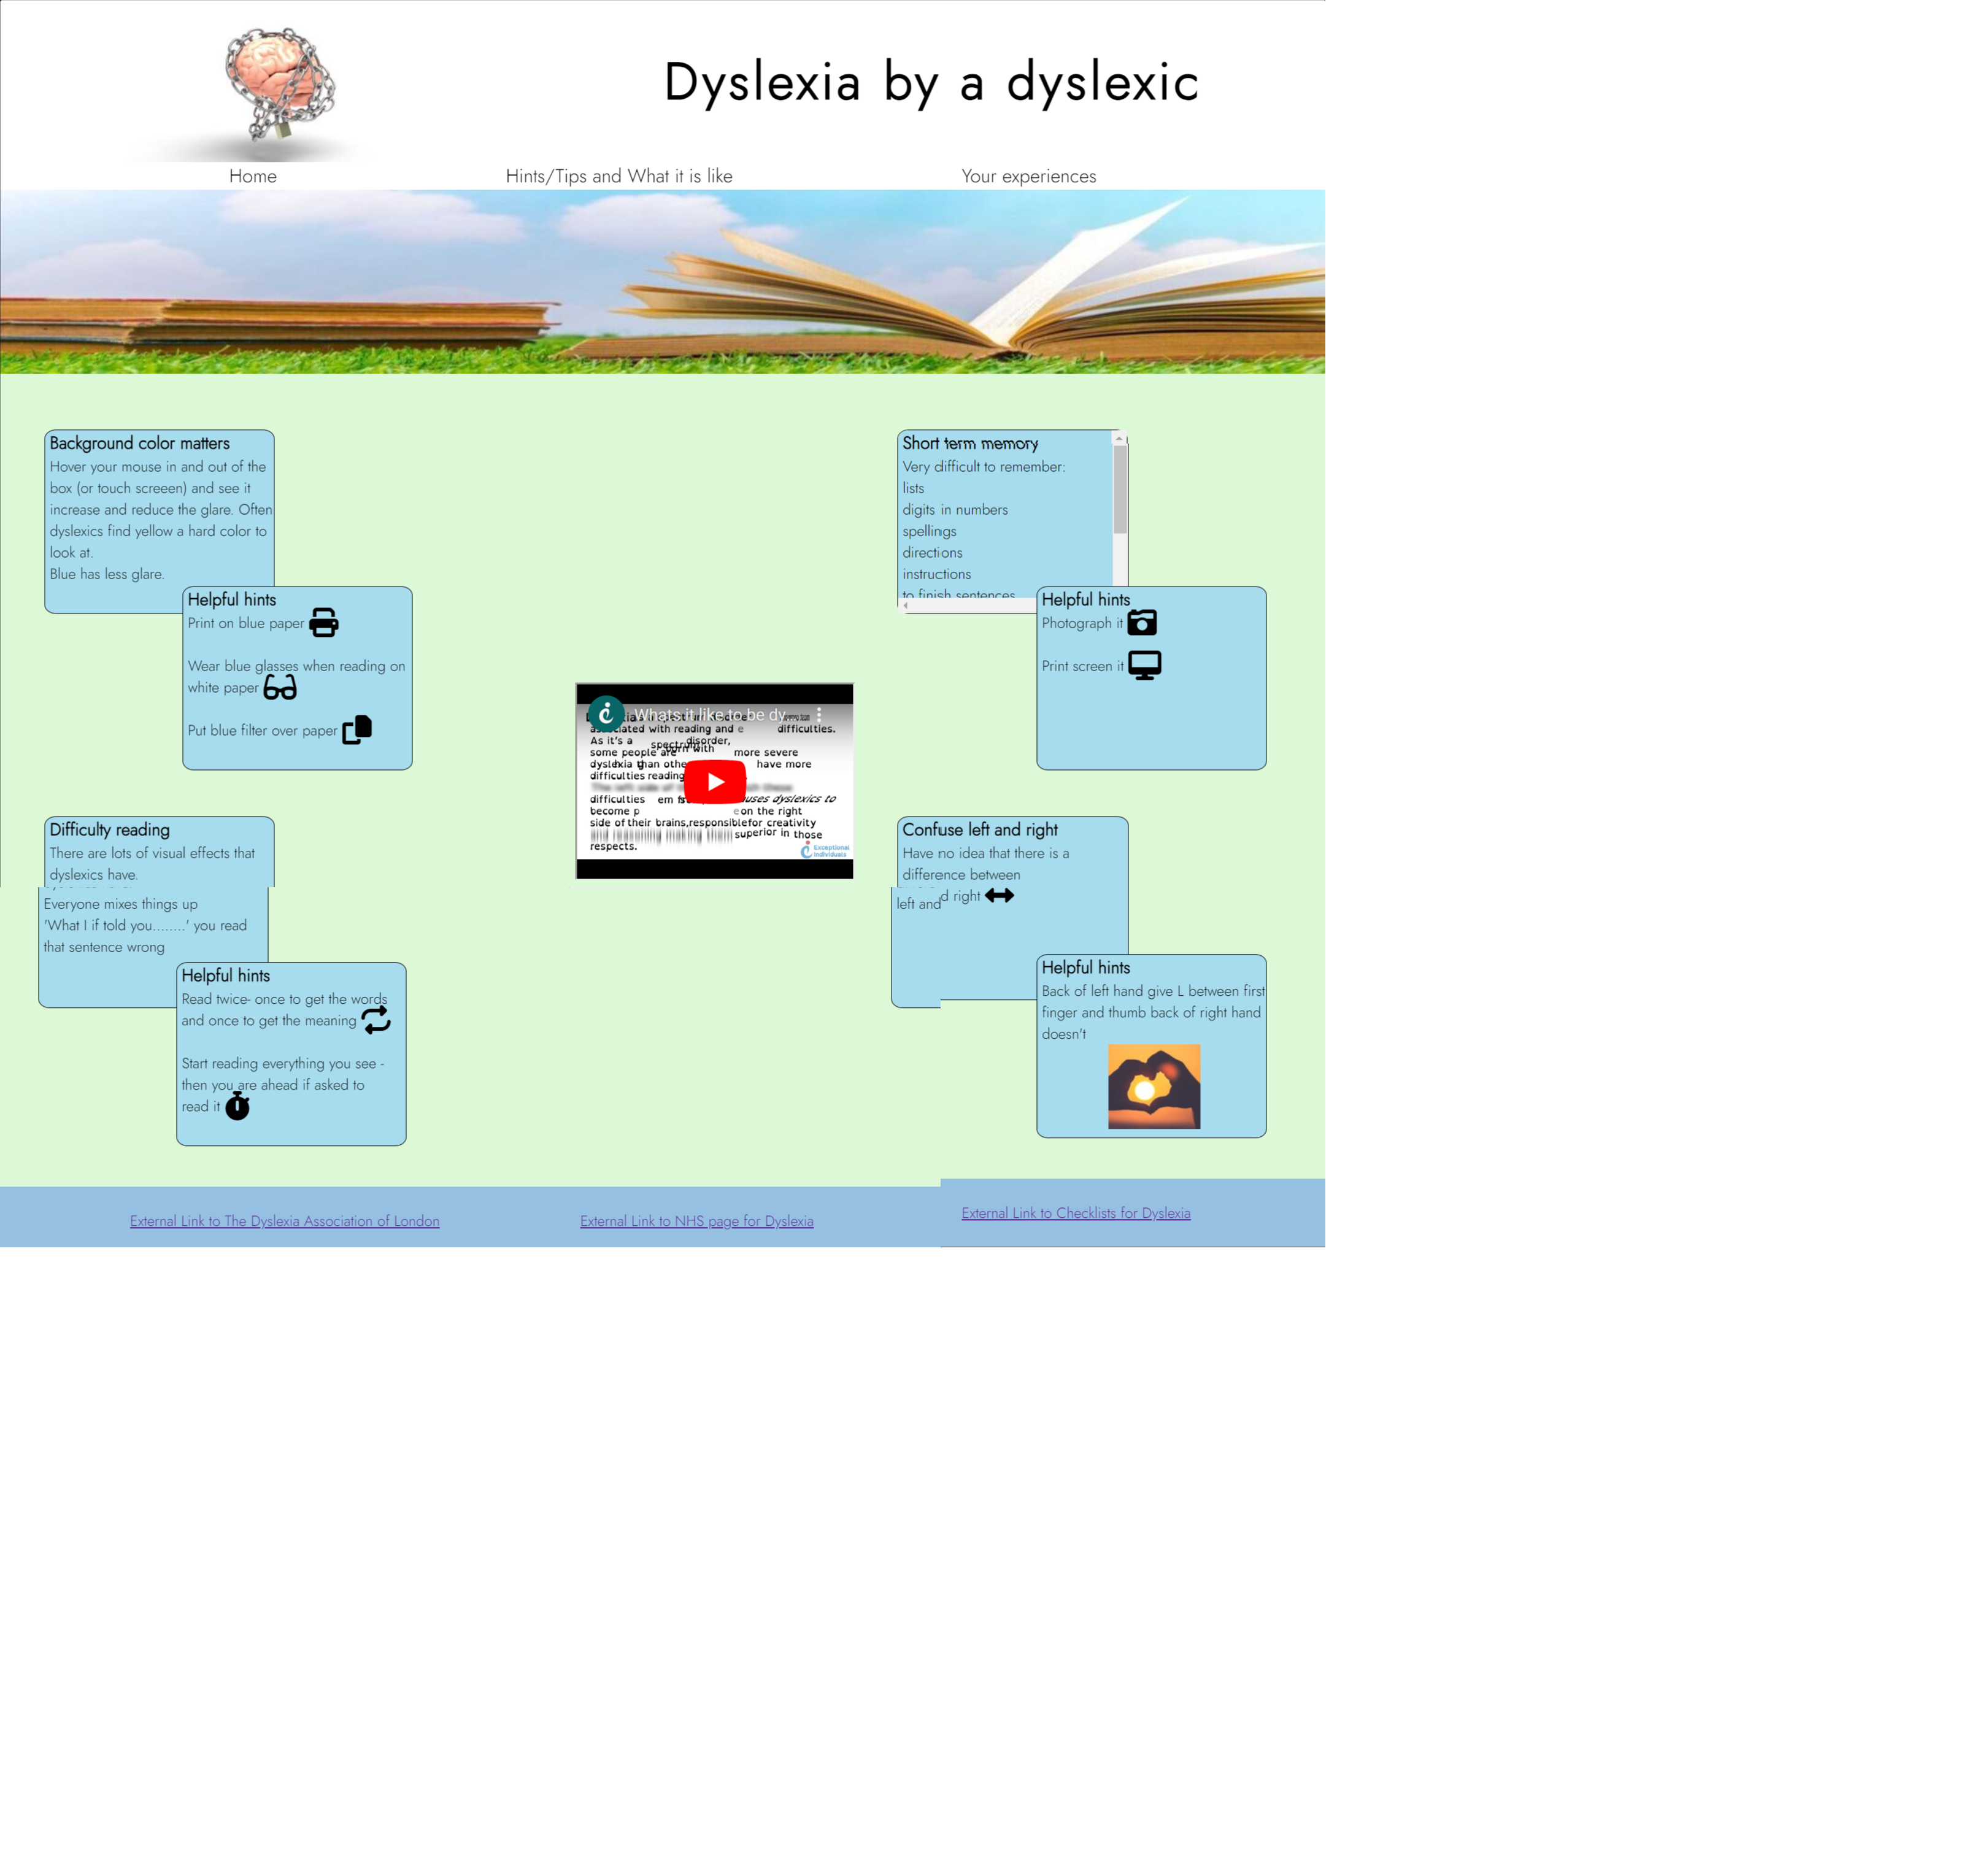 Dyslexia by a dyslexic
Home
Hints/Tips and What it is like
Your experiences
Background color matters
Hover your mouse in and out of the
box (or touch screeen) and see it
increase and reduce the glare. Often
dyslexics find yellow a hard color to
look at.
Blue has less glare.
Helpful hints
Print on blue paper
Wear blue glasses when reading on
white paper
Put blue filter over paper
Short term memory
Very difficult to remember:
lists
digits in numbers
spellings
directions
instructions
to finish sentences
Helpful hints
Photograph it
Print screen it
Whats it like to be dy...
associated with reading and e difficulties.
As it's a spectrum disorder,
some people are born with more severe
dyslexia than othe have more
difficulties reading
difficulties em uses dyslexics to
become p e on the right
side of their brains, responsible for creativity
superior in those
respects.
Exceptional
Individuals
Difficulty reading
There are lots of visual effects that
dyslexics have.
Everyone mixes things up
'What I if told you........' you read
that sentence wrong
Helpful hints
Read twice- once to get the words
and once to get the meaning
Start reading everything you see -
then you are ahead if asked to
read it
Confuse left and right
Have no idea that there is a
difference between
left and right
Helpful hints
Back of left hand give L between first
finger and thumb back of right hand
doesn't
External Link to The Dyslexia Association of London
External Link to NHS page for Dyslexia
External Link to Checklists for Dyslexia